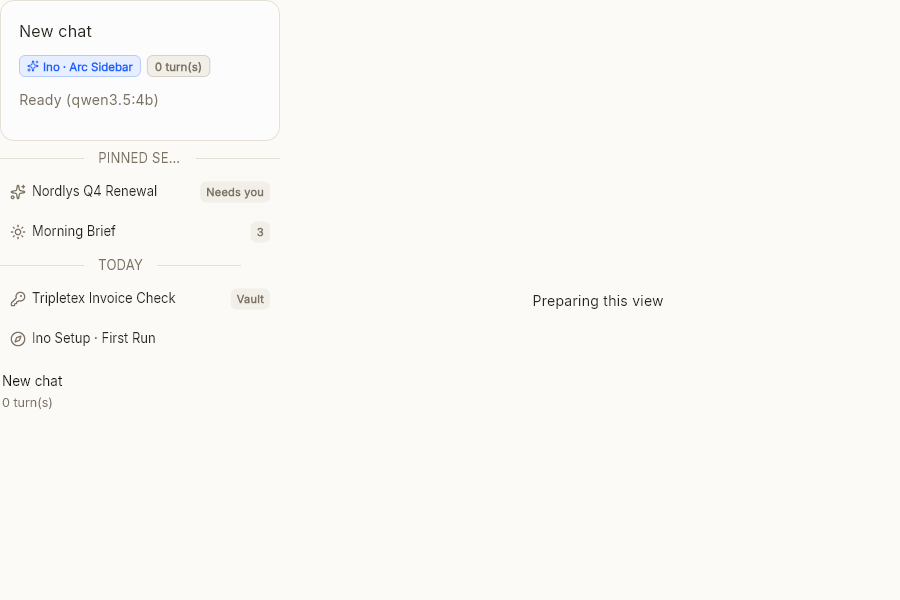 New chat
Ino · Arc Sidebar 0 turn(s)
Ready (qwen3.5:4b)
PINNED SE...
Nordlys Q4 Renewal Needs you
Morning Brief 3
TODAY
Tripletex Invoice Check Vault
Ino Setup · First Run
New chat
0 turn(s)
Preparing this view